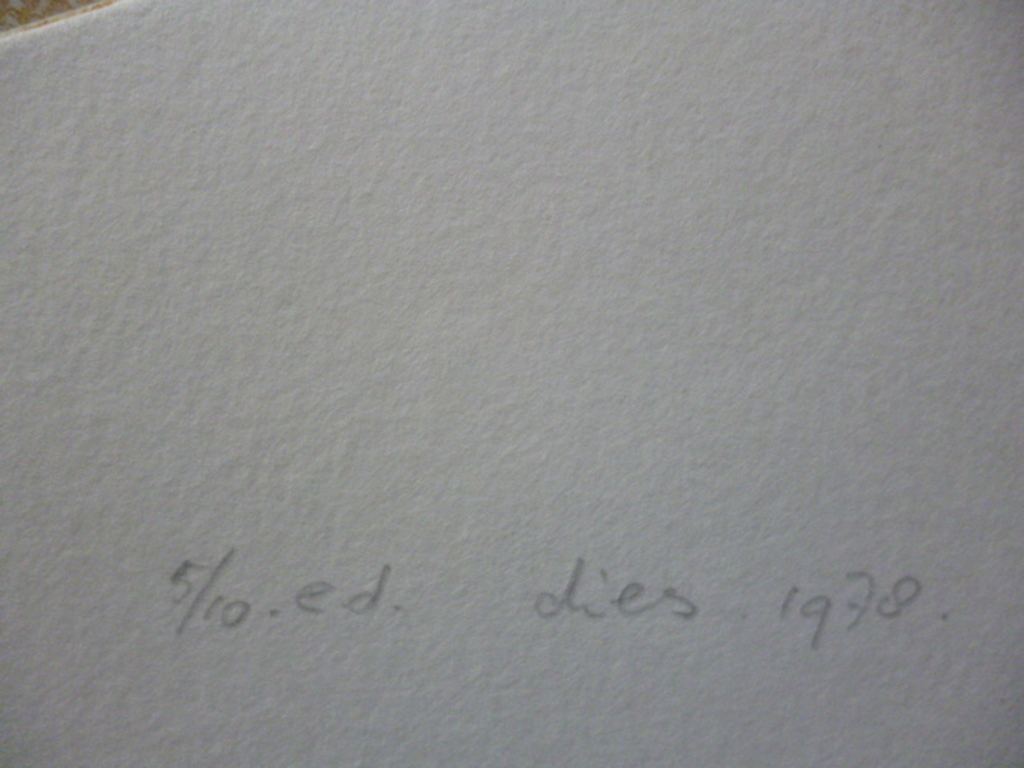 5/10. ed. dies. 1978.